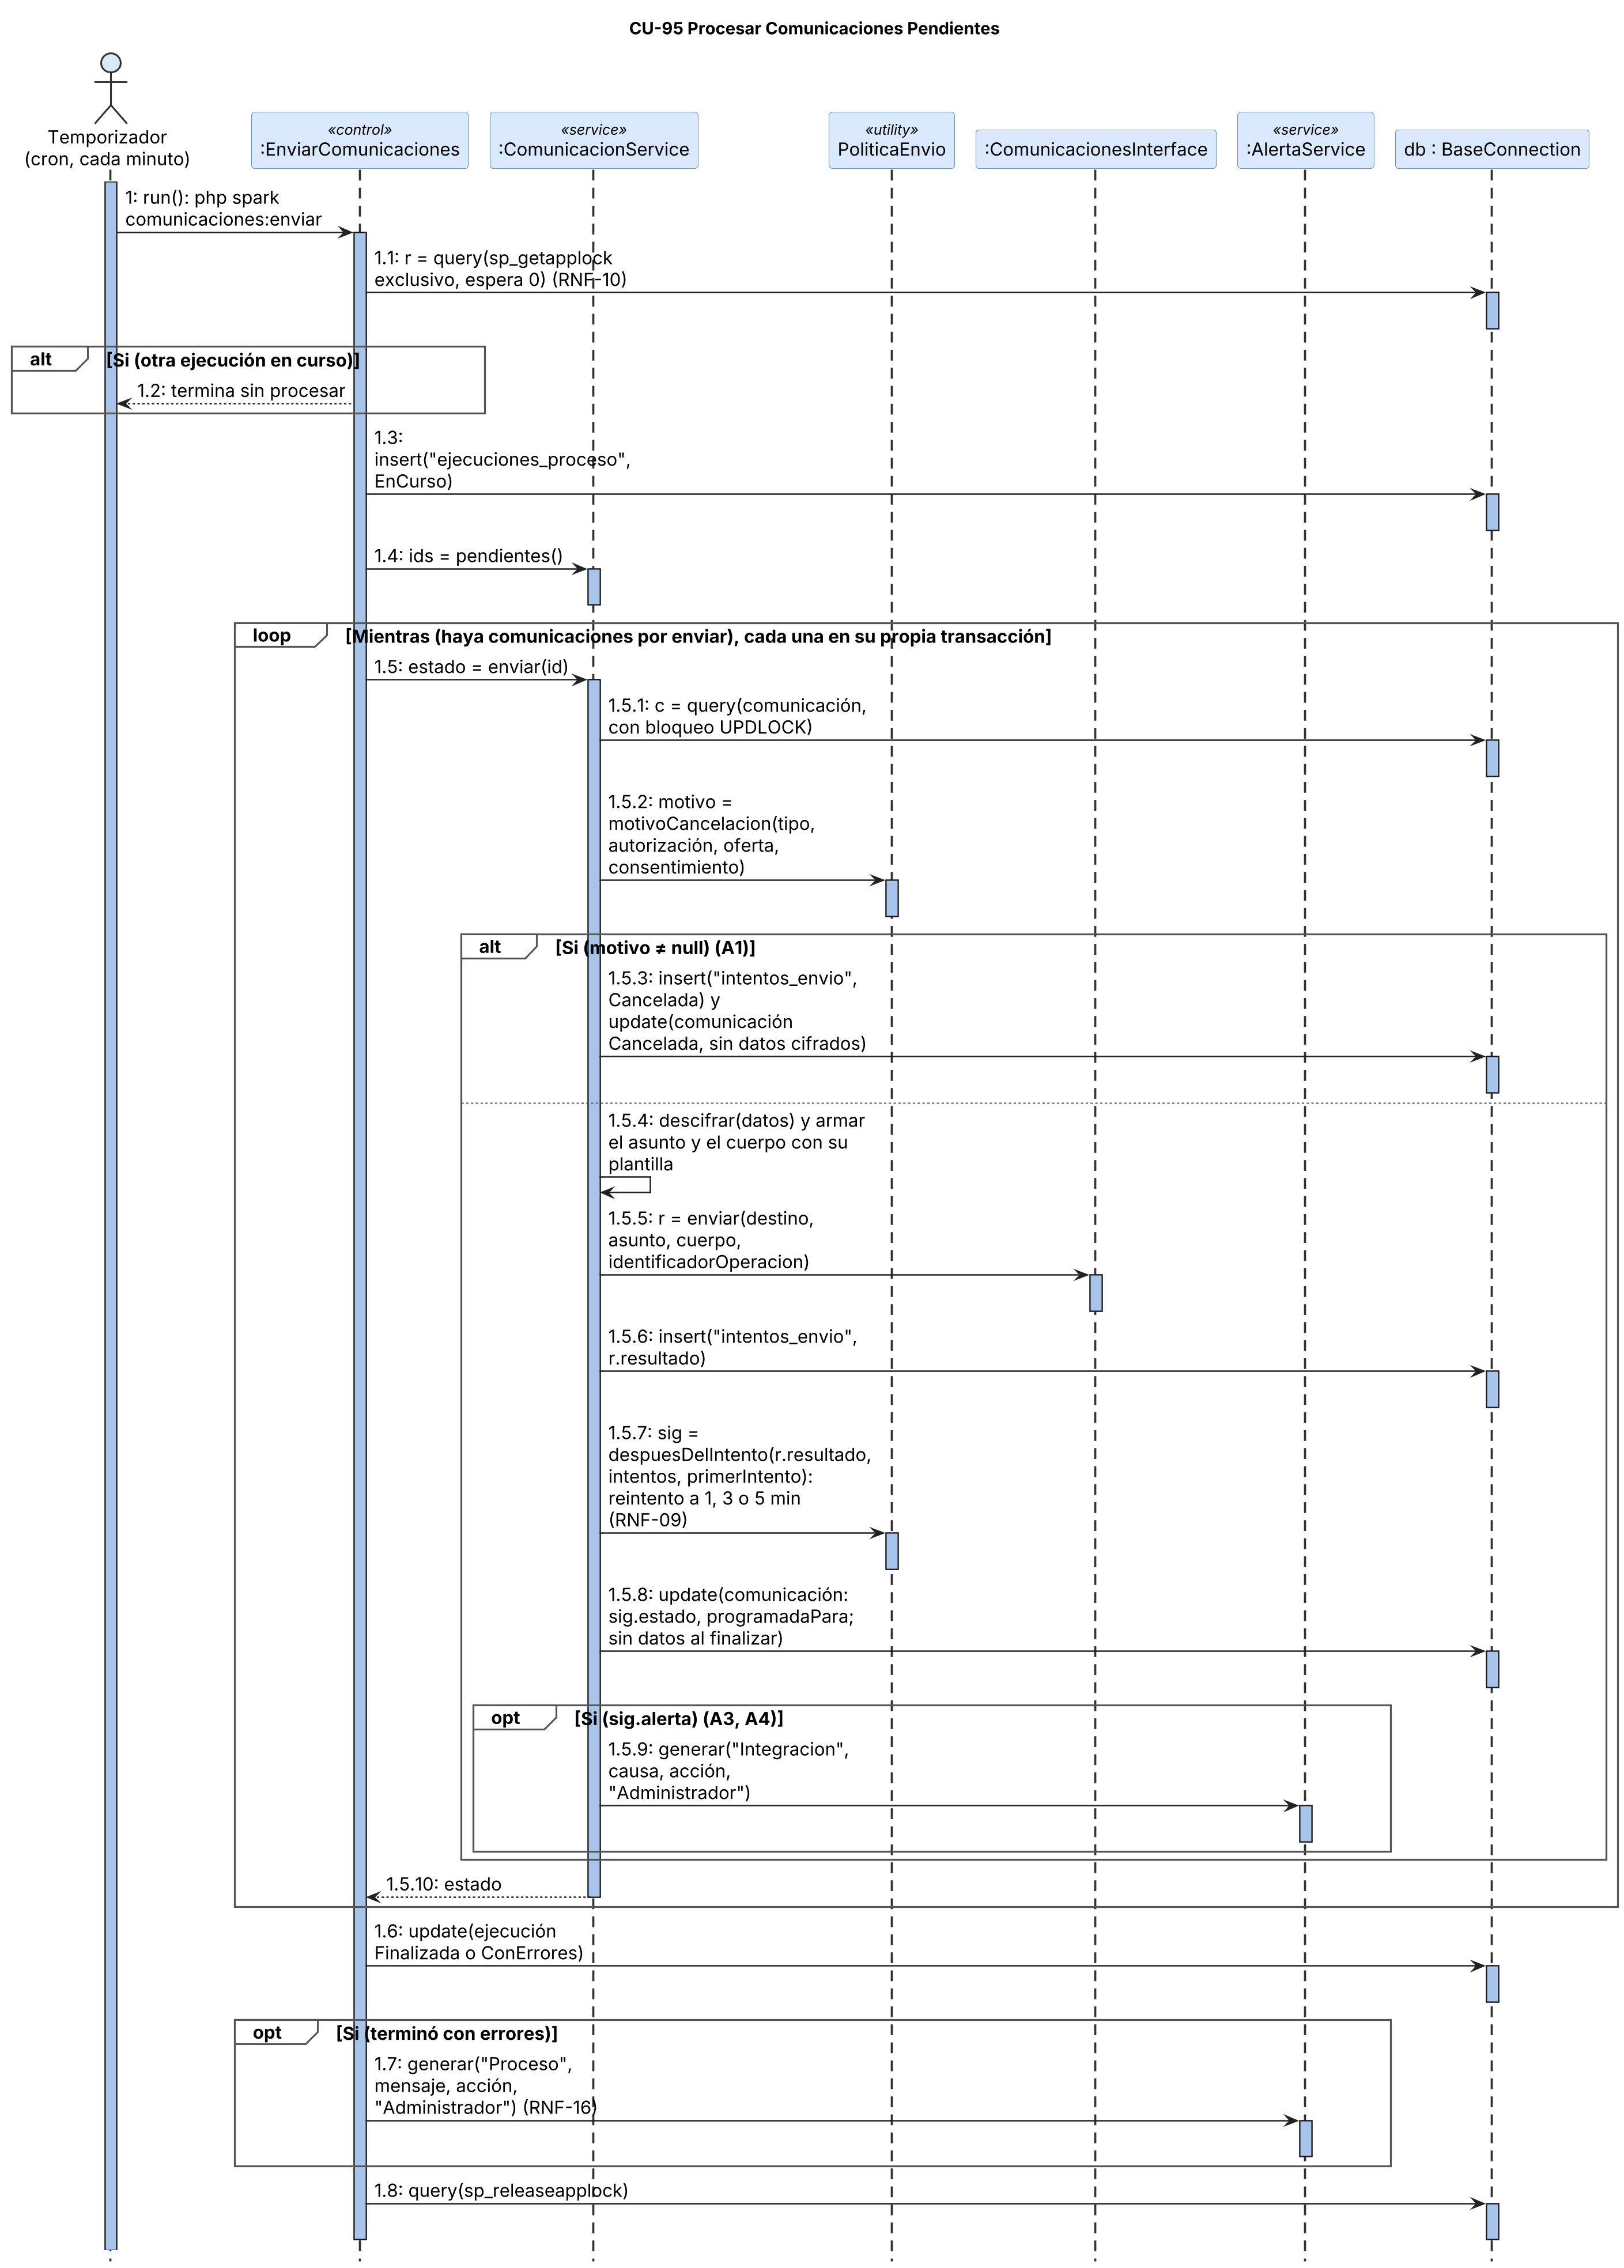 CU-95 Procesar Comunicaciones Pendientes
Temporizador
(cron, cada minuto)
«control»
:EnviarComunicaciones
«service»
:ComunicacionService
«utility»
PoliticaEnvio
:ComunicacionesInterface
«service»
:AlertaService
db : BaseConnection
1: run(): php spark
comunicaciones:enviar
1.1: r = query(sp_getapplock
exclusivo, espera 0) (RNF-10)
alt
[Si (otra ejecución en curso)]
1.2: termina sin procesar
1.3:
insert("ejecuciones_proceso",
EnCurso)
1.4: ids = pendientes()
loop
[Mientras (haya comunicaciones por enviar), cada una en su propia transacción]
1.5: estado = enviar(id)
1.5.1: c = query(comunicación,
con bloqueo UPDLOCK)
1.5.2: motivo =
motivoCancelacion(tipo,
autorización, oferta,
consentimiento)
alt
[Si (motivo ≠ null) (A1)]
1.5.3: insert("intentos_envio",
Cancelada) y
update(comunicación
Cancelada, sin datos cifrados)
1.5.4: descifrar(datos) y armar
el asunto y el cuerpo con su
plantilla
1.5.5: r = enviar(destino,
asunto, cuerpo,
identificadorOperacion)
1.5.6: insert("intentos_envio",
r.resultado)
1.5.7: sig =
despuesDelIntento(r.resultado,
intentos, primerIntento):
reintento a 1, 3 o 5 min
(RNF-09)
1.5.8: update(comunicación:
sig.estado, programadaPara;
sin datos al finalizar)
opt
[Si (sig.alerta) (A3, A4)]
1.5.9: generar("Integracion",
causa, acción,
"Administrador")
1.5.10: estado
1.6: update(ejecución
Finalizada o ConErrores)
opt
[Si (terminó con errores)]
1.7: generar("Proceso",
mensaje, acción,
"Administrador") (RNF-16)
1.8: query(sp_releaseapplock)